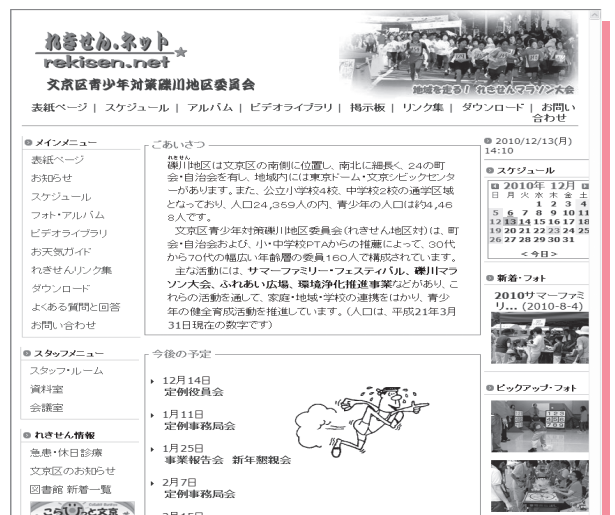 れきせん.ネット
rekisen.net
文京区青少年対策礫川地区委員会
地域を走る! れきせんマラソン大会
表紙ページ | スケジュール | アルバム | ビデオライブラリ | 掲示板 | リンク集 | ダウンロード | お問い
合わせ
メインメニュー
表紙ページ
お知らせ
スケジュール
フォト・アルバム
ビデオライブラリ
お天気ガイド
れきせんリンク集
ダウンロード
よくある質問と回答
お問い合わせ
スタッフメニュー
スタッフ・ルーム
資料室
会議室
れきせん情報
急患・休日診療
文京区のお知らせ
図書館 新着一覧
ごあいさつ
れきせん
礫川地区は文京区の南側に位置し、南北に細長く、24の町
会・自治会を有し、地域内には東京ドーム・文京シビックセンタ
ーがあります。また、公立小学校4校、中学校2校の通学区域
となっており、人口24,359人の内、青少年の人口は約4,46
8人です。
文京区青少年対策礫川地区委員会(れきせん地区対)は、町
会・自治会および、小・中学校PTAからの推薦によって、30代
から70代の幅広い年齢層の委員160人で構成されています。
主な活動には、サマーファミリー・フェスティバル、礫川マラ
ソン大会、ふれあい広場、環境浄化推進事業などがあり、こ
れらの活動を通して、家庭・地域・学校の連携をはかり、青少
年の健全育成活動を推進しています。(人口は、平成21年3月
31日現在の数字です)
今後の予定
12月14日
定例役員会
1月11日
定例事務局会
1月25日
事業報告会 新年懇親会
2月7日
定例事務局会
2月15日
2010/12/13(月)
14:10
スケジュール
2010年 12月
日 月 火 水 木 金 土
1 2 3 4
5 6 7 8 9 10 11
12 13 14 15 16 17 18
19 20 21 22 23 24 25
26 27 28 29 30 31
<今日>
新着・フォト
2010サマーファミ
リ... (2010-8-4)
ピックアップ・フォト